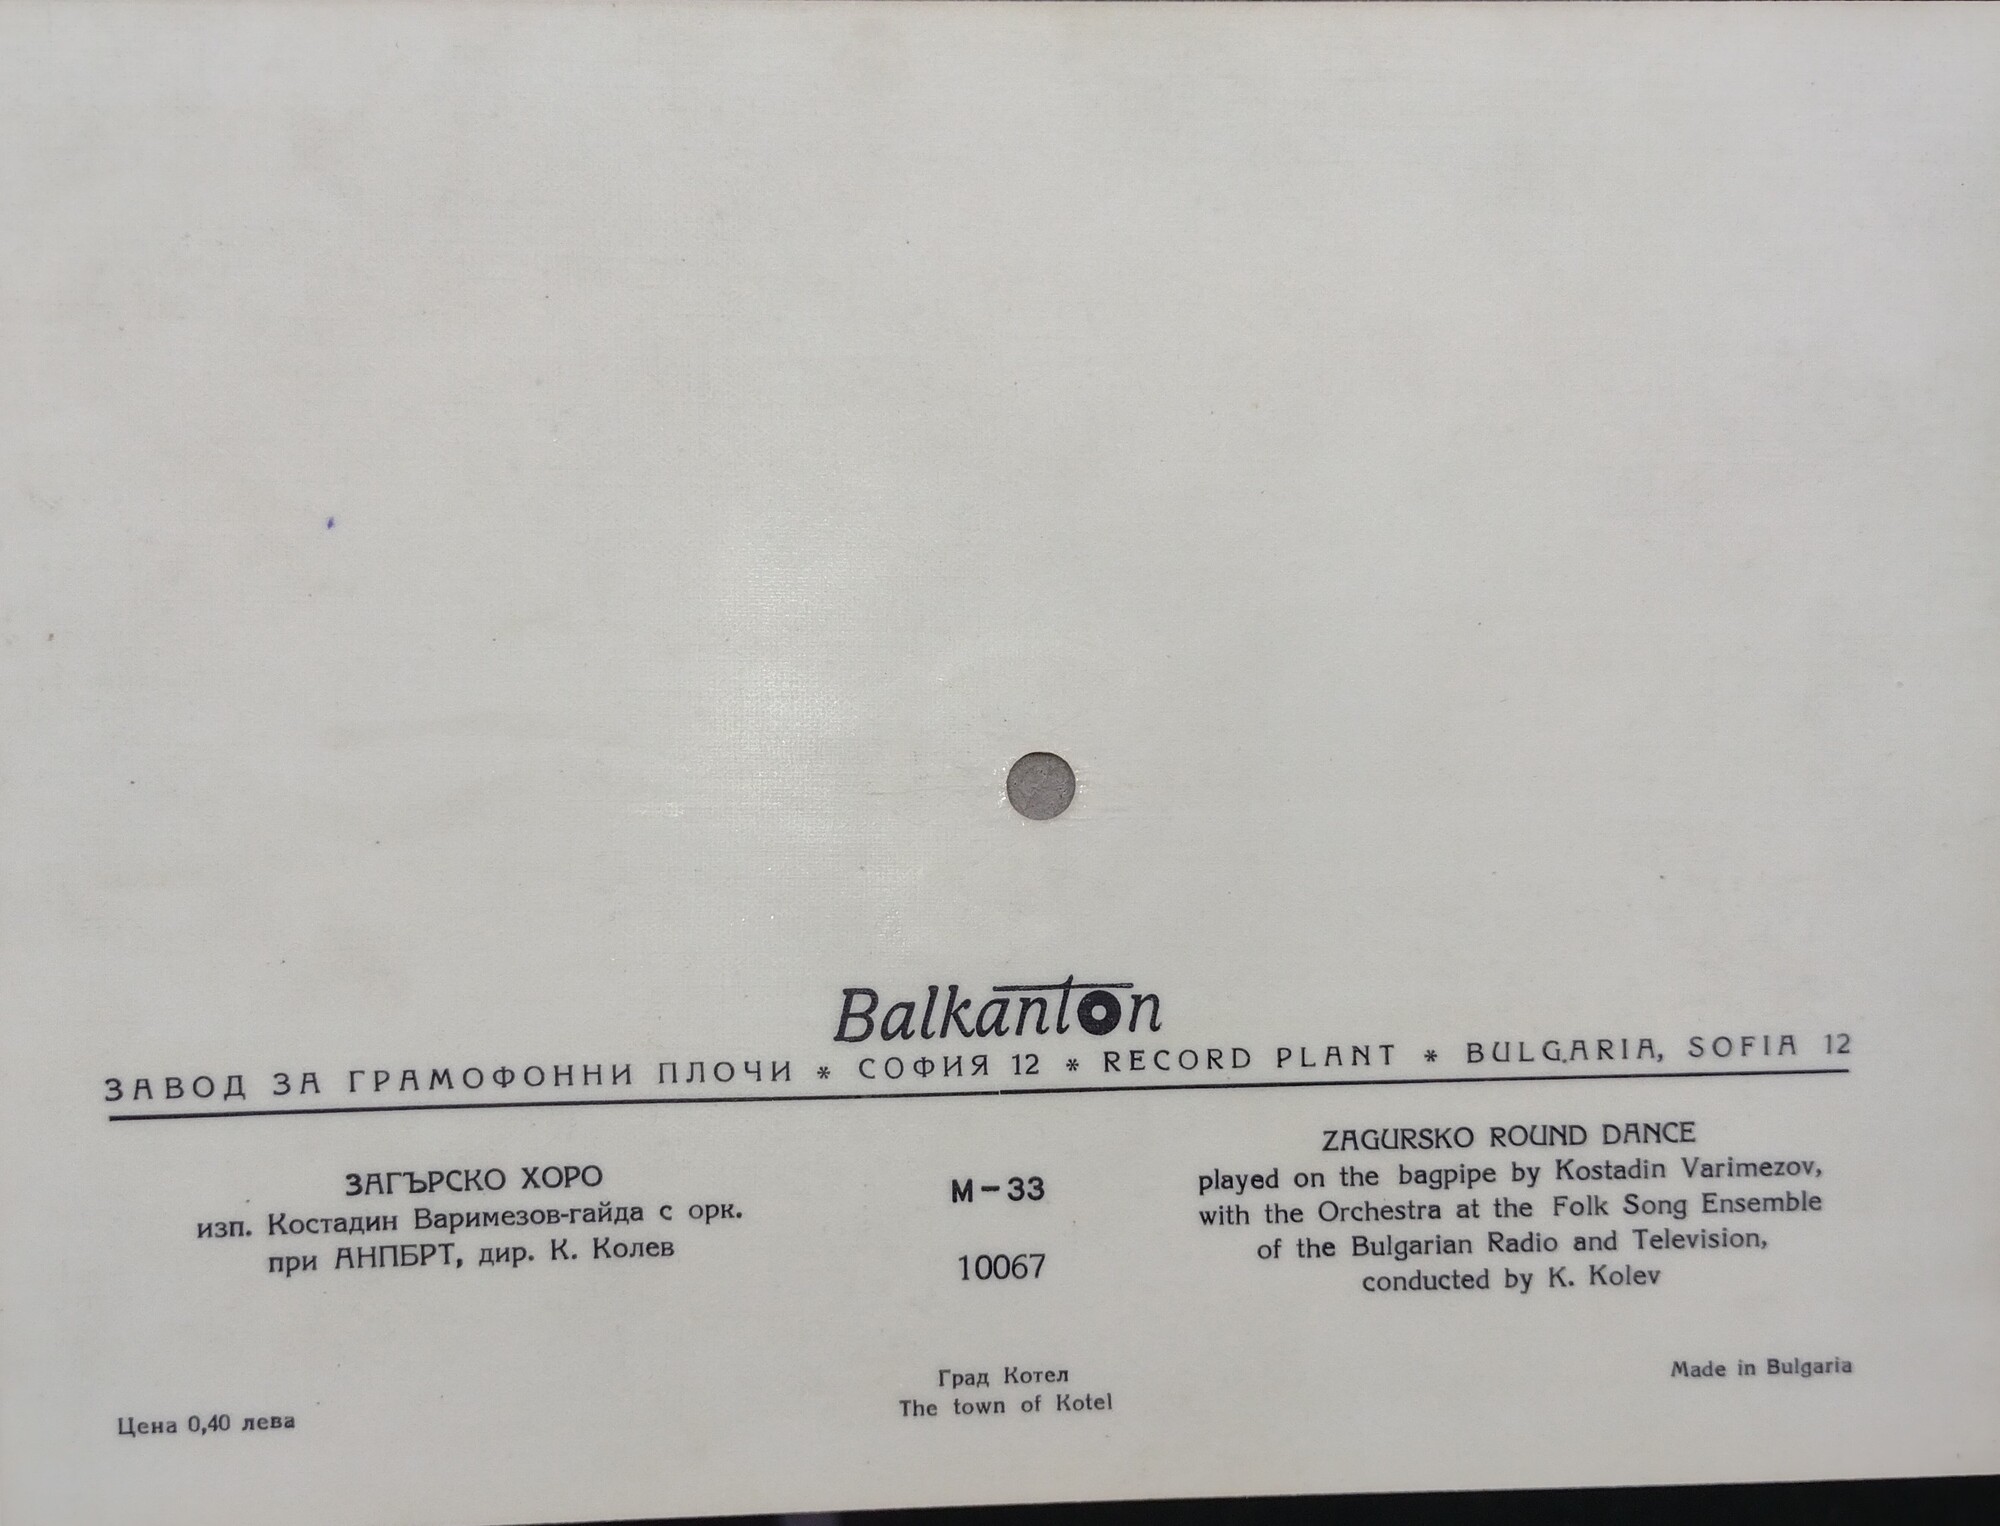 Balkanton
ЗАВОД ЗА ГРАМОФОННИ ПЛОЧИ * СОФИЯ 12 * RECORD PLANT * BULGARIA, SOFIA 12
ЗАГЪРСКО ХОРО
изп. Костадин Варимезов-гайда с орк.
при АНПБРТ, дир. К. Колев
М-33
10067
ZAGURSKO ROUND DANCE
played on the bagpipe by Kostadin Varimezov,
with the Orchestra at the Folk Song Ensemble
of the Bulgarian Radio and Television,
conducted by K. Kolev
Град Котел
The town of Kotel
Made in Bulgaria
Цена 0,40 лева